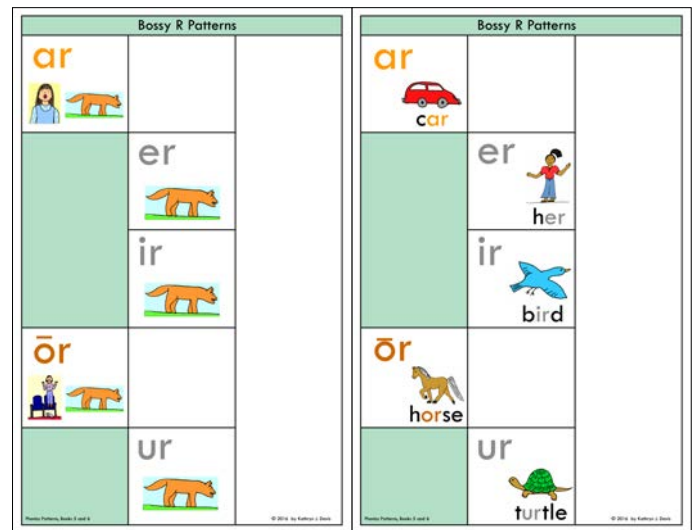 Bossy R Patterns
ar
er
ir
ōr
ur
Phonics Patterns, Books 5 and 6
© 2016 by Kathryn J. Davis
Bossy R Patterns
ar
car
er
her
ir
bird
ōr
horse
ur
turtle
Phonics Patterns, Books 5 and 6
© 2016 by Kathryn J. Davis